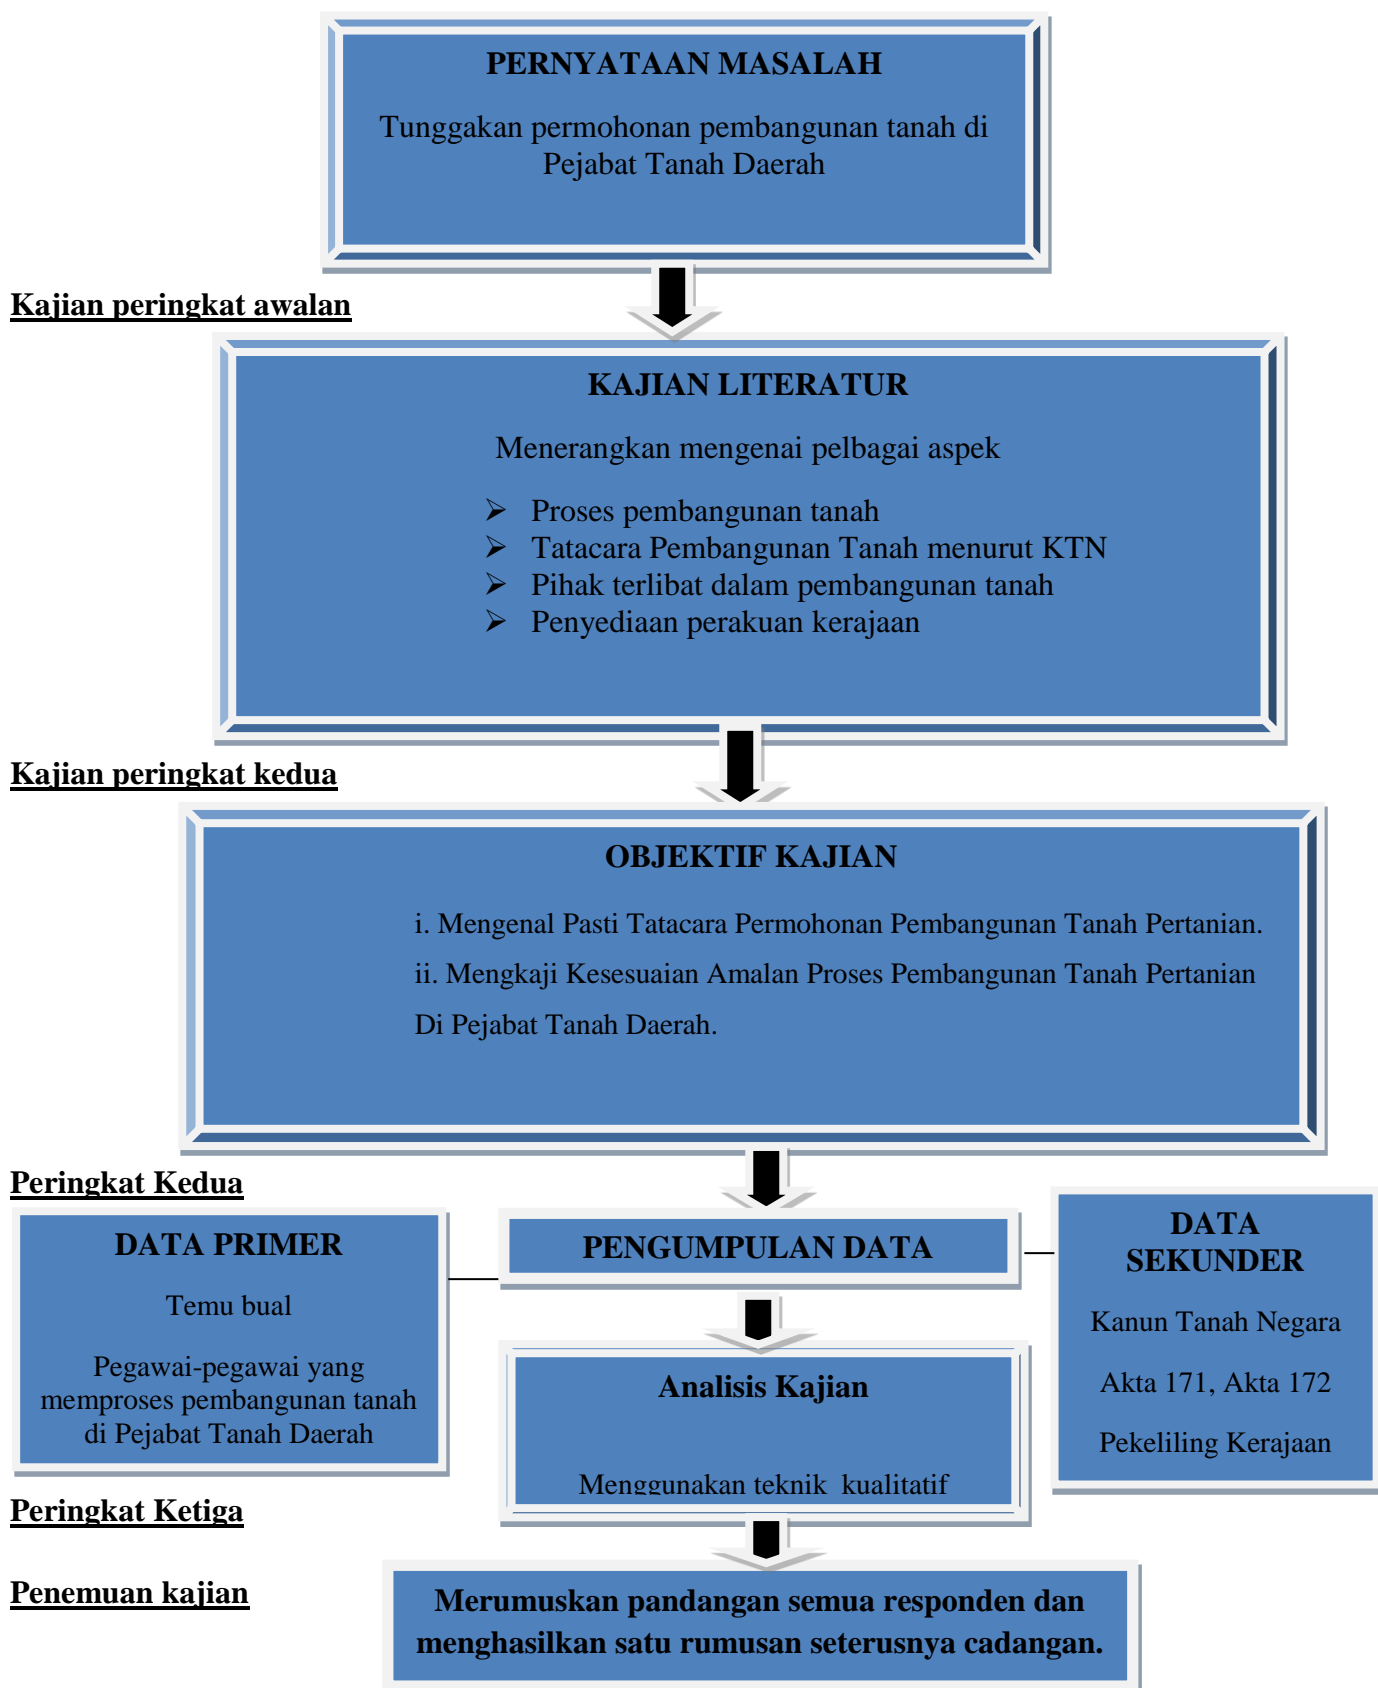 PERNYATAAN MASALAH
Tunggakan permohonan pembangunan tanah di
Pejabat Tanah Daerah
Kajian peringkat awalan
KAJIAN LITERATUR
Menerangkan mengenai pelbagai aspek
➢ Proses pembangunan tanah
➢ Tatacara Pembangunan Tanah menurut KTN
➢ Pihak terlibat dalam pembangunan tanah
➢ Penyediaan perakuan kerajaan
Kajian peringkat kedua
OBJEKTIF KAJIAN
i. Mengenal Pasti Tatacara Permohonan Pembangunan Tanah Pertanian.
ii. Mengkaji Kesesuaian Amalan Proses Pembangunan Tanah Pertanian
Di Pejabat Tanah Daerah.
Peringkat Kedua
DATA PRIMER
Temu bual
Pegawai-pegawai yang
memproses pembangunan tanah
di Pejabat Tanah Daerah
PENGUMPULAN DATA
DATA
SEKUNDER
Kanun Tanah Negara
Akta 171, Akta 172
Pekeliling Kerajaan
Analisis Kajian
Menggunakan teknik kualitatif
Peringkat Ketiga
Penemuan kajian
Merumuskan pandangan semua responden dan
menghasilkan satu rumusan seterusnya cadangan.